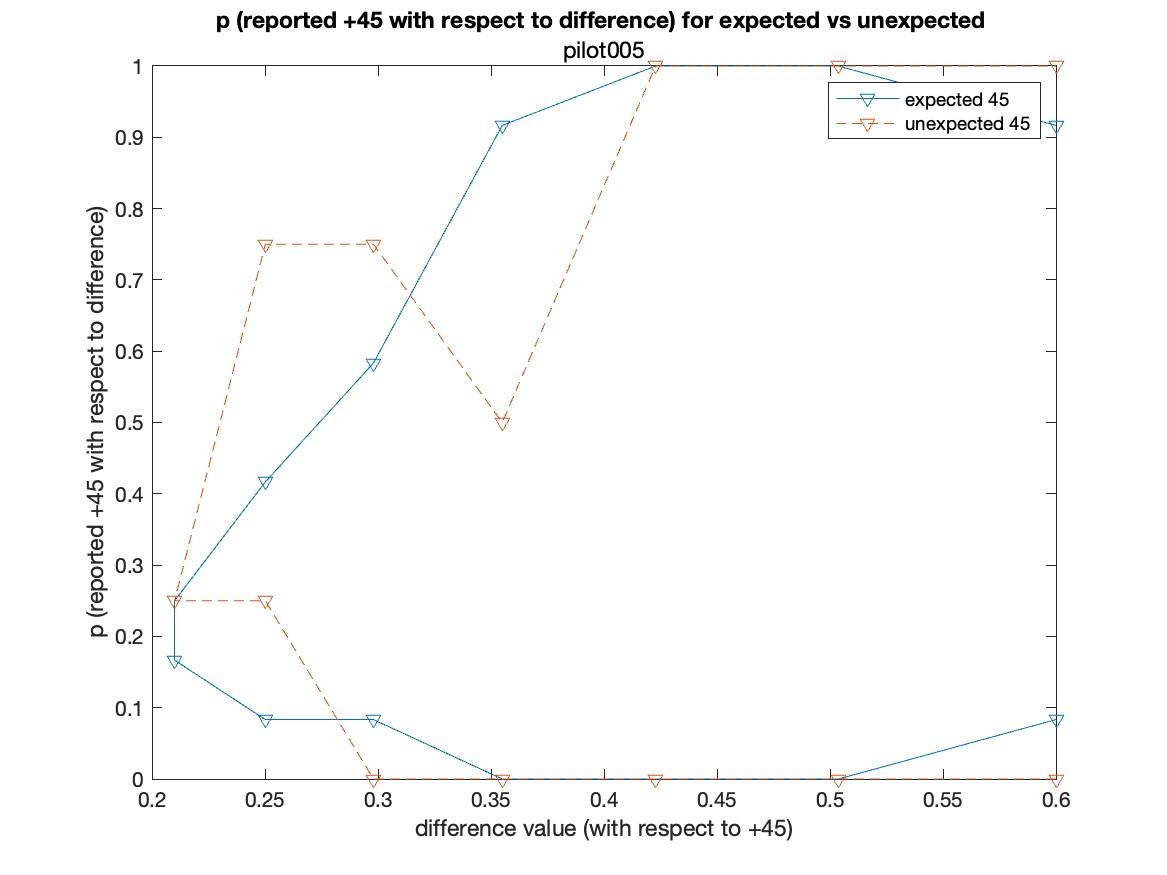 p (reported +45 with respect to difference) for expected vs unexpected
pilot005
1
0.9
0.8
0.7
0.6
0.5
0.4
0.3
0.2
0.1
0
p (reported +45 with respect to difference)
expected 45
unexpected 45
0.2 0.25 0.3 0.35 0.4 0.45 0.5 0.55 0.6
difference value (with respect to +45)